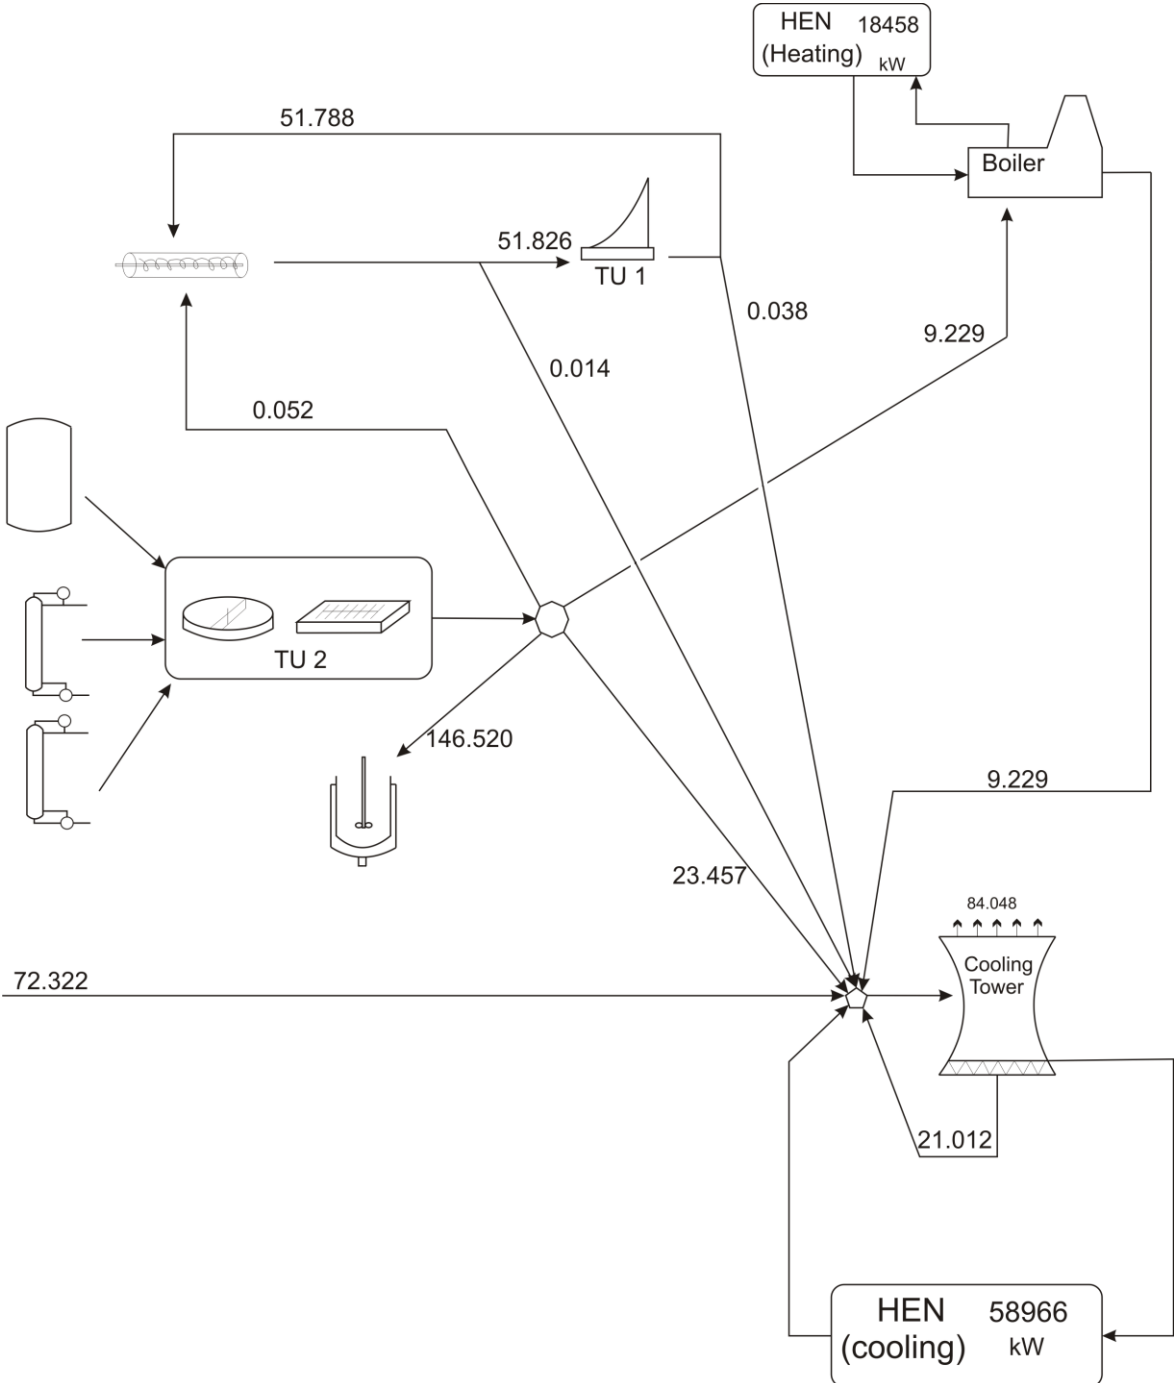 HEN 18458
(Heating) kW
51.788
Boiler
51.826
TU 1
0.038
9.229
0.014
0.052
TU 2
146.520
9.229
23.457
84.048
Cooling
Tower
72.322
21.012
HEN 58966
(cooling) kW